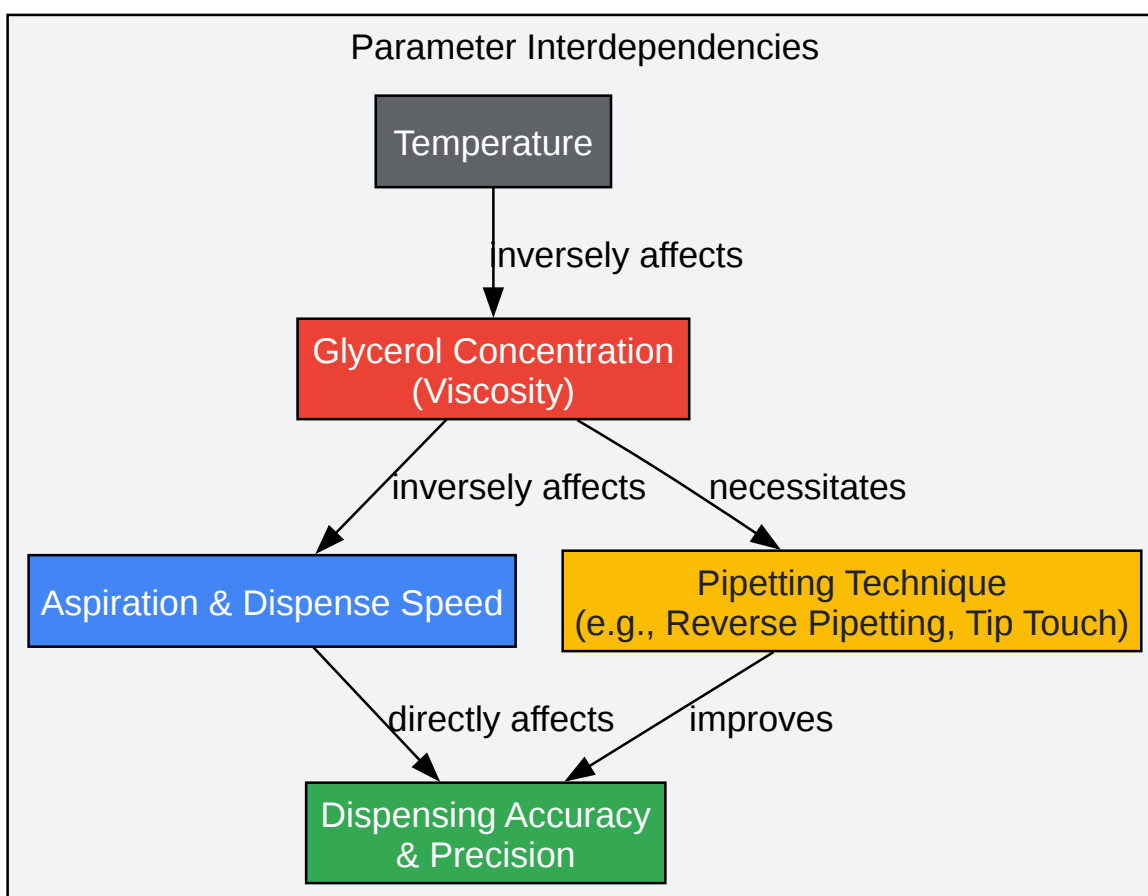 Parameter Interdependencies
Temperature
inversely affects
Glycerol Concentration
(Viscosity)
inversely affects
necessitates
Aspiration & Dispense Speed
Pipetting Technique
(e.g., Reverse Pipetting, Tip Touch)
directly affects
improves
Dispensing Accuracy
& Precision